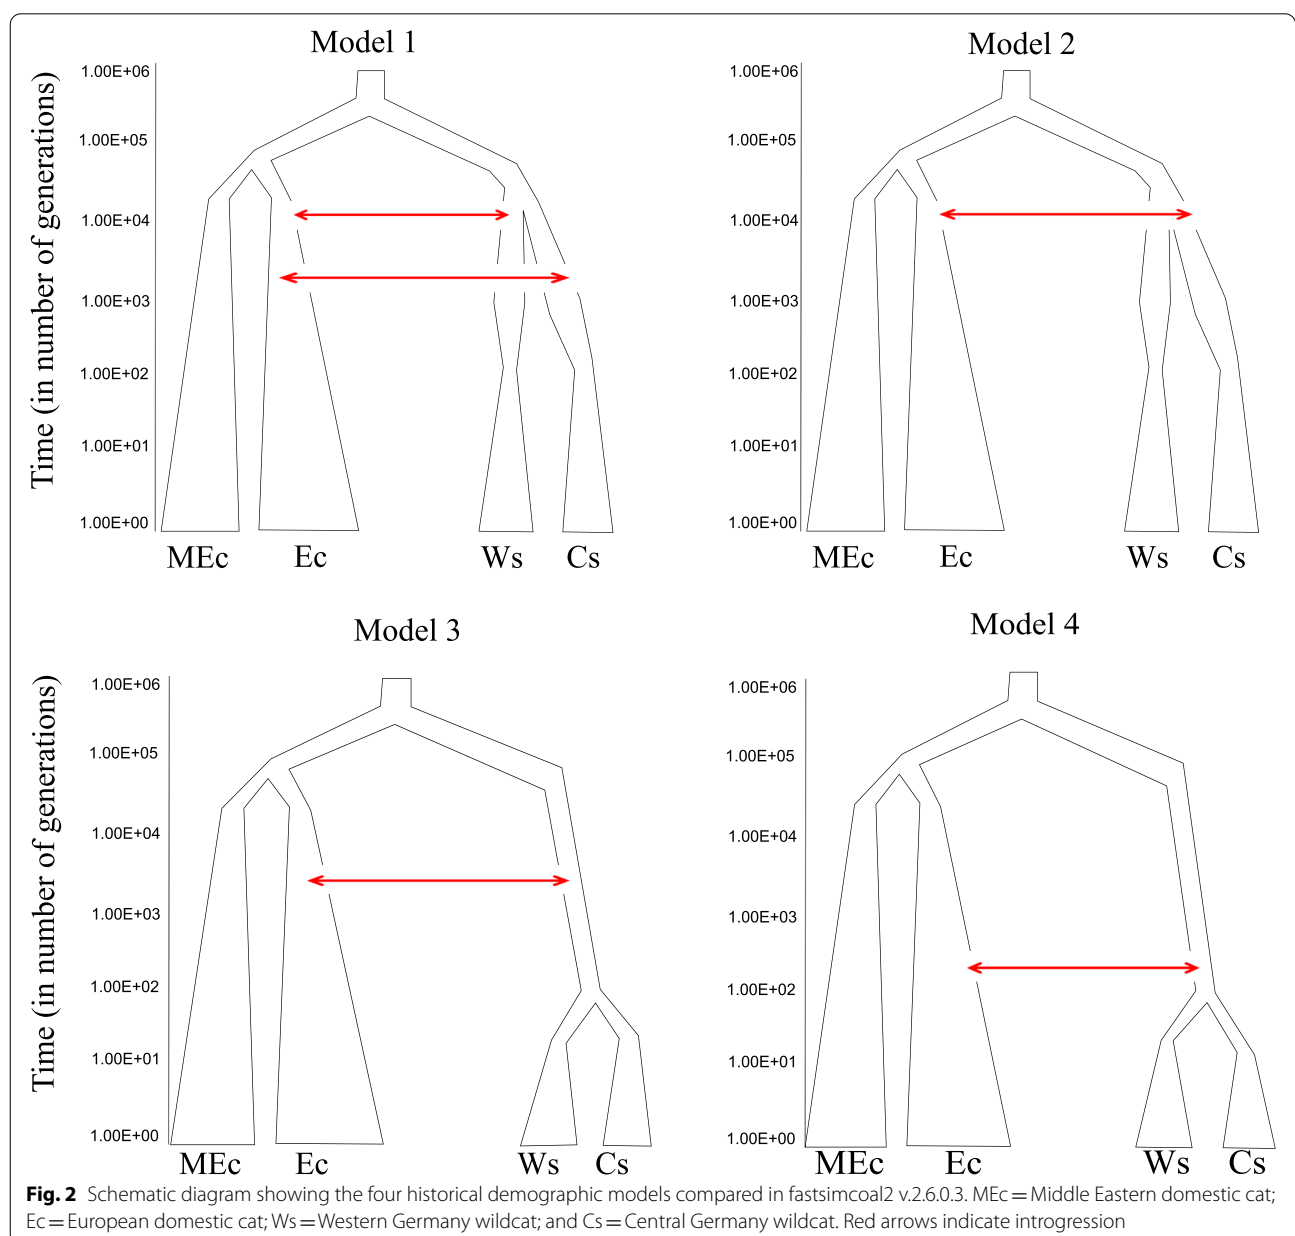 Model 1
Time (in number of generations)
1.00E+06
1.00E+05
1.00E+04
1.00E+03
1.00E+02
1.00E+01
1.00E+00
MEc Ec Ws Cs
Model 2
1.00E+06
1.00E+05
1.00E+04
1.00E+03
1.00E+02
1.00E+01
1.00E+00
MEc Ec Ws Cs
Model 3
Time (in number of generations)
1.00E+06
1.00E+05
1.00E+04
1.00E+03
1.00E+02
1.00E+01
1.00E+00
MEc Ec Ws Cs
Model 4
1.00E+06
1.00E+05
1.00E+04
1.00E+03
1.00E+02
1.00E+01
1.00E+00
MEc Ec Ws Cs
Fig. 2 Schematic diagram showing the four historical demographic models compared in fastsimcoal2 v.2.6.0.3. MEc = Middle Eastern domestic cat;
Ec = European domestic cat; Ws = Western Germany wildcat; and Cs = Central Germany wildcat. Red arrows indicate introgression